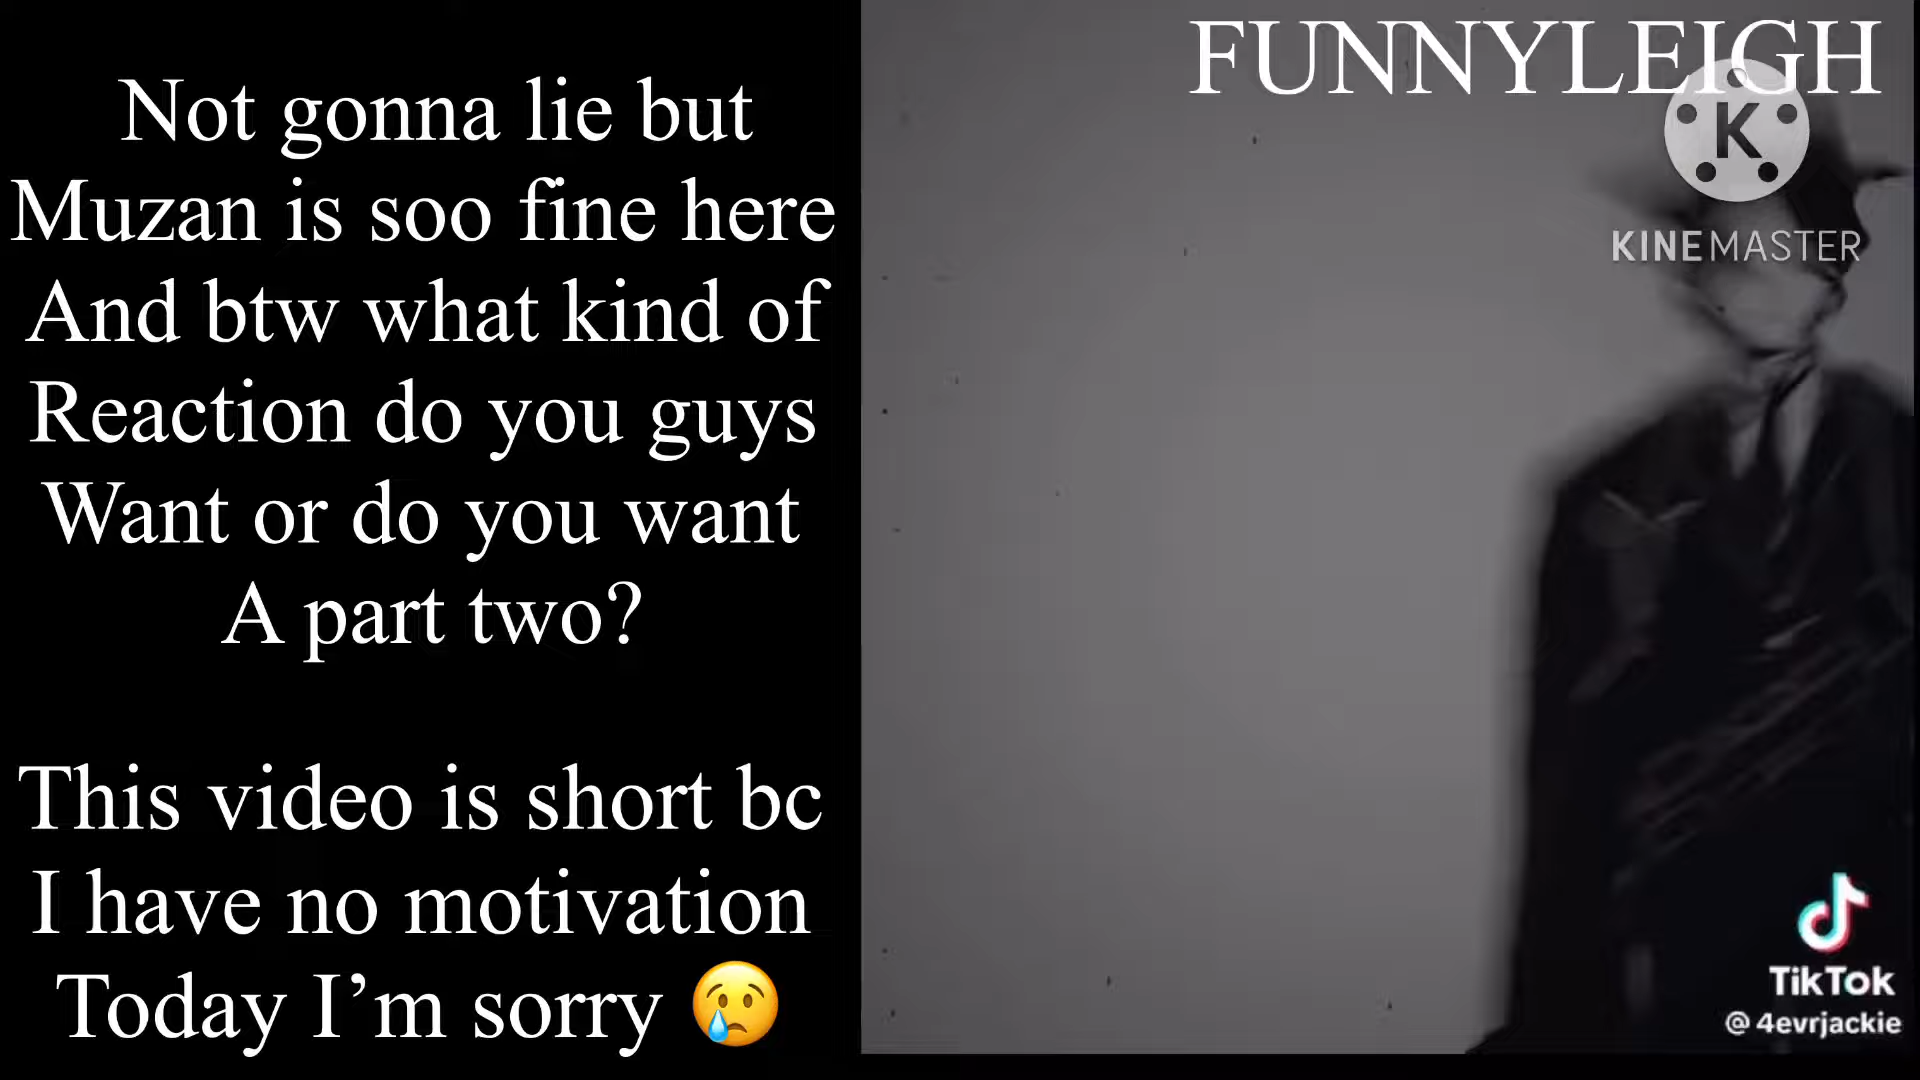 FUNNYLEIGH
Not gonna lie but
Muzan is soo fine here
And btw what kind of
Reaction do you guys
Want or do you want
A part two?
This video is short bc
I have no motivation
Today I’m sorry 😢
K
KINEMASTER
TikTok
@4evrjackie